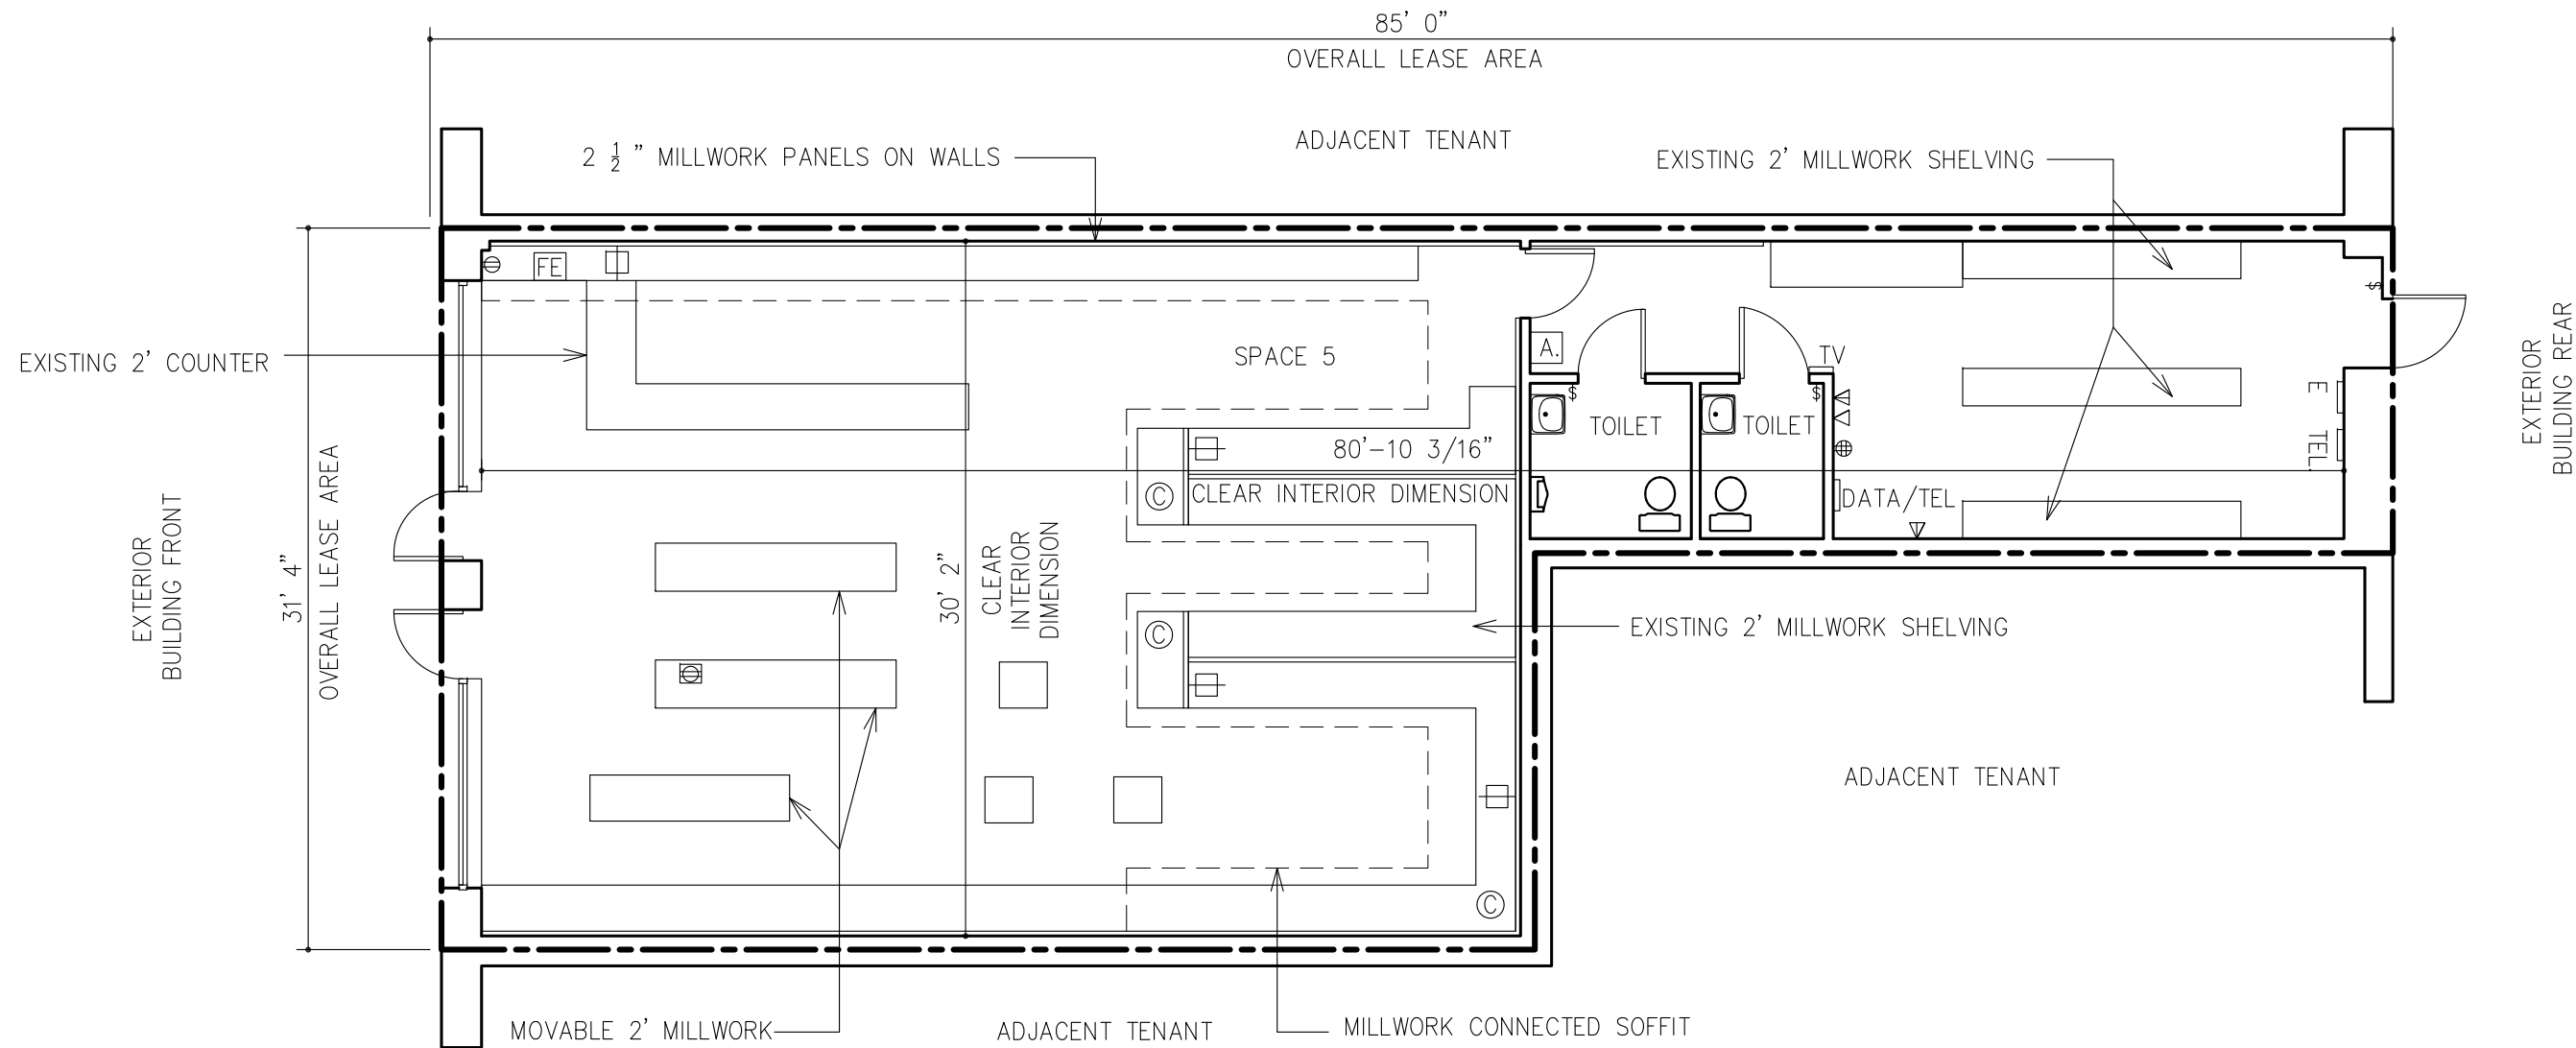 85' 0"
OVERALL LEASE AREA
ADJACENT TENANT
2 1/2 " MILLWORK PANELS ON WALLS
EXISTING 2' MILLWORK SHELVING
FE
$
EXISTING 2' COUNTER
SPACE 5
A.
TV
EXTERIOR
BUILDING REAR
$
$
E
TEL.
TOILET
TOILET
80'-10 3/16"
CLEAR INTERIOR DIMENSION
C
DATA/TEL
EXTERIOR
BUILDING FRONT
31' 4"
OVERALL LEASE AREA
30' 2"
CLEAR
INTERIOR
DIMENSION
C
EXISTING 2' MILLWORK SHELVING
ADJACENT TENANT
C
MOVABLE 2' MILLWORK
ADJACENT TENANT
MILLWORK CONNECTED SOFFIT